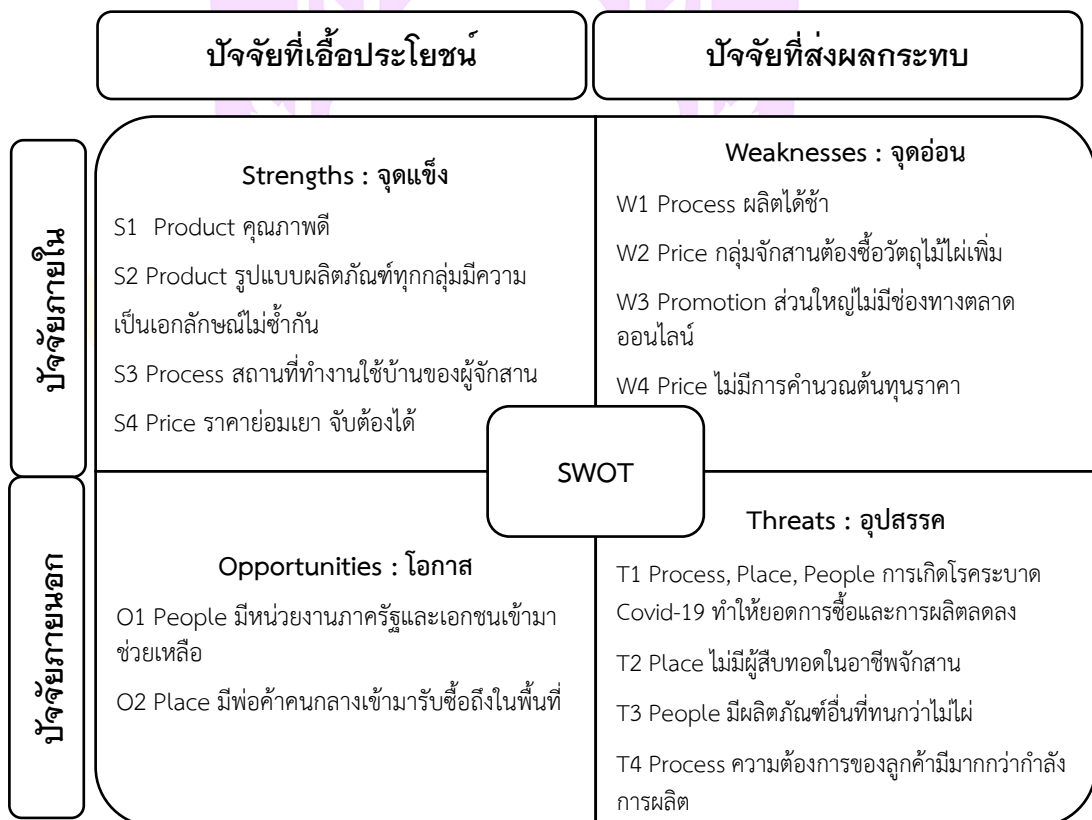 ปัจจัยที่เอื้อประโยชน์
ปัจจัยที่ส่งผลกระทบ
ปัจจัยภายใน
Strengths : จุดแข็ง
S1 Product คุณภาพดี
S2 Product รูปแบบผลิตภัณฑ์ทุกกลุ่มมีความ
เป็นเอกลักษณ์ไม่ซ้ำกัน
S3 Process สถานที่ทำงานใช้บ้านของผู้จักสาน
S4 Price ราคาย่อมเยา จับต้องได้
Weaknesses : จุดอ่อน
W1 Process ผลิตได้ช้า
W2 Price กลุ่มจักสานต้องซื้อวัตถุไม้ไผ่เพิ่ม
W3 Promotion ส่วนใหญ่ไม่มีช่องทางตลาด
ออนไลน์
W4 Price ไม่มีการคำนวณต้นทุนราคา
SWOT
ปัจจัยภายนอก
Opportunities : โอกาส
O1 People มีหน่วยงานภาครัฐและเอกชนเข้ามา
ช่วยเหลือ
O2 Place มีพ่อค้าคนกลางเข้ามารับซื้อถึงในพื้นที่
Threats : อุปสรรค
T1 Process, Place, People การเกิดโรคระบาด
Covid-19 ทำให้ยอดการซื้อและการผลิตลดลง
T2 Place ไม่มีผู้สืบทอดในอาชีพจักสาน
T3 People มีผลิตภัณฑ์อื่นที่ทนกว่าไม้ไผ่
T4 Process ความต้องการของลูกค้ามีมากกว่ากำลัง
การผลิต